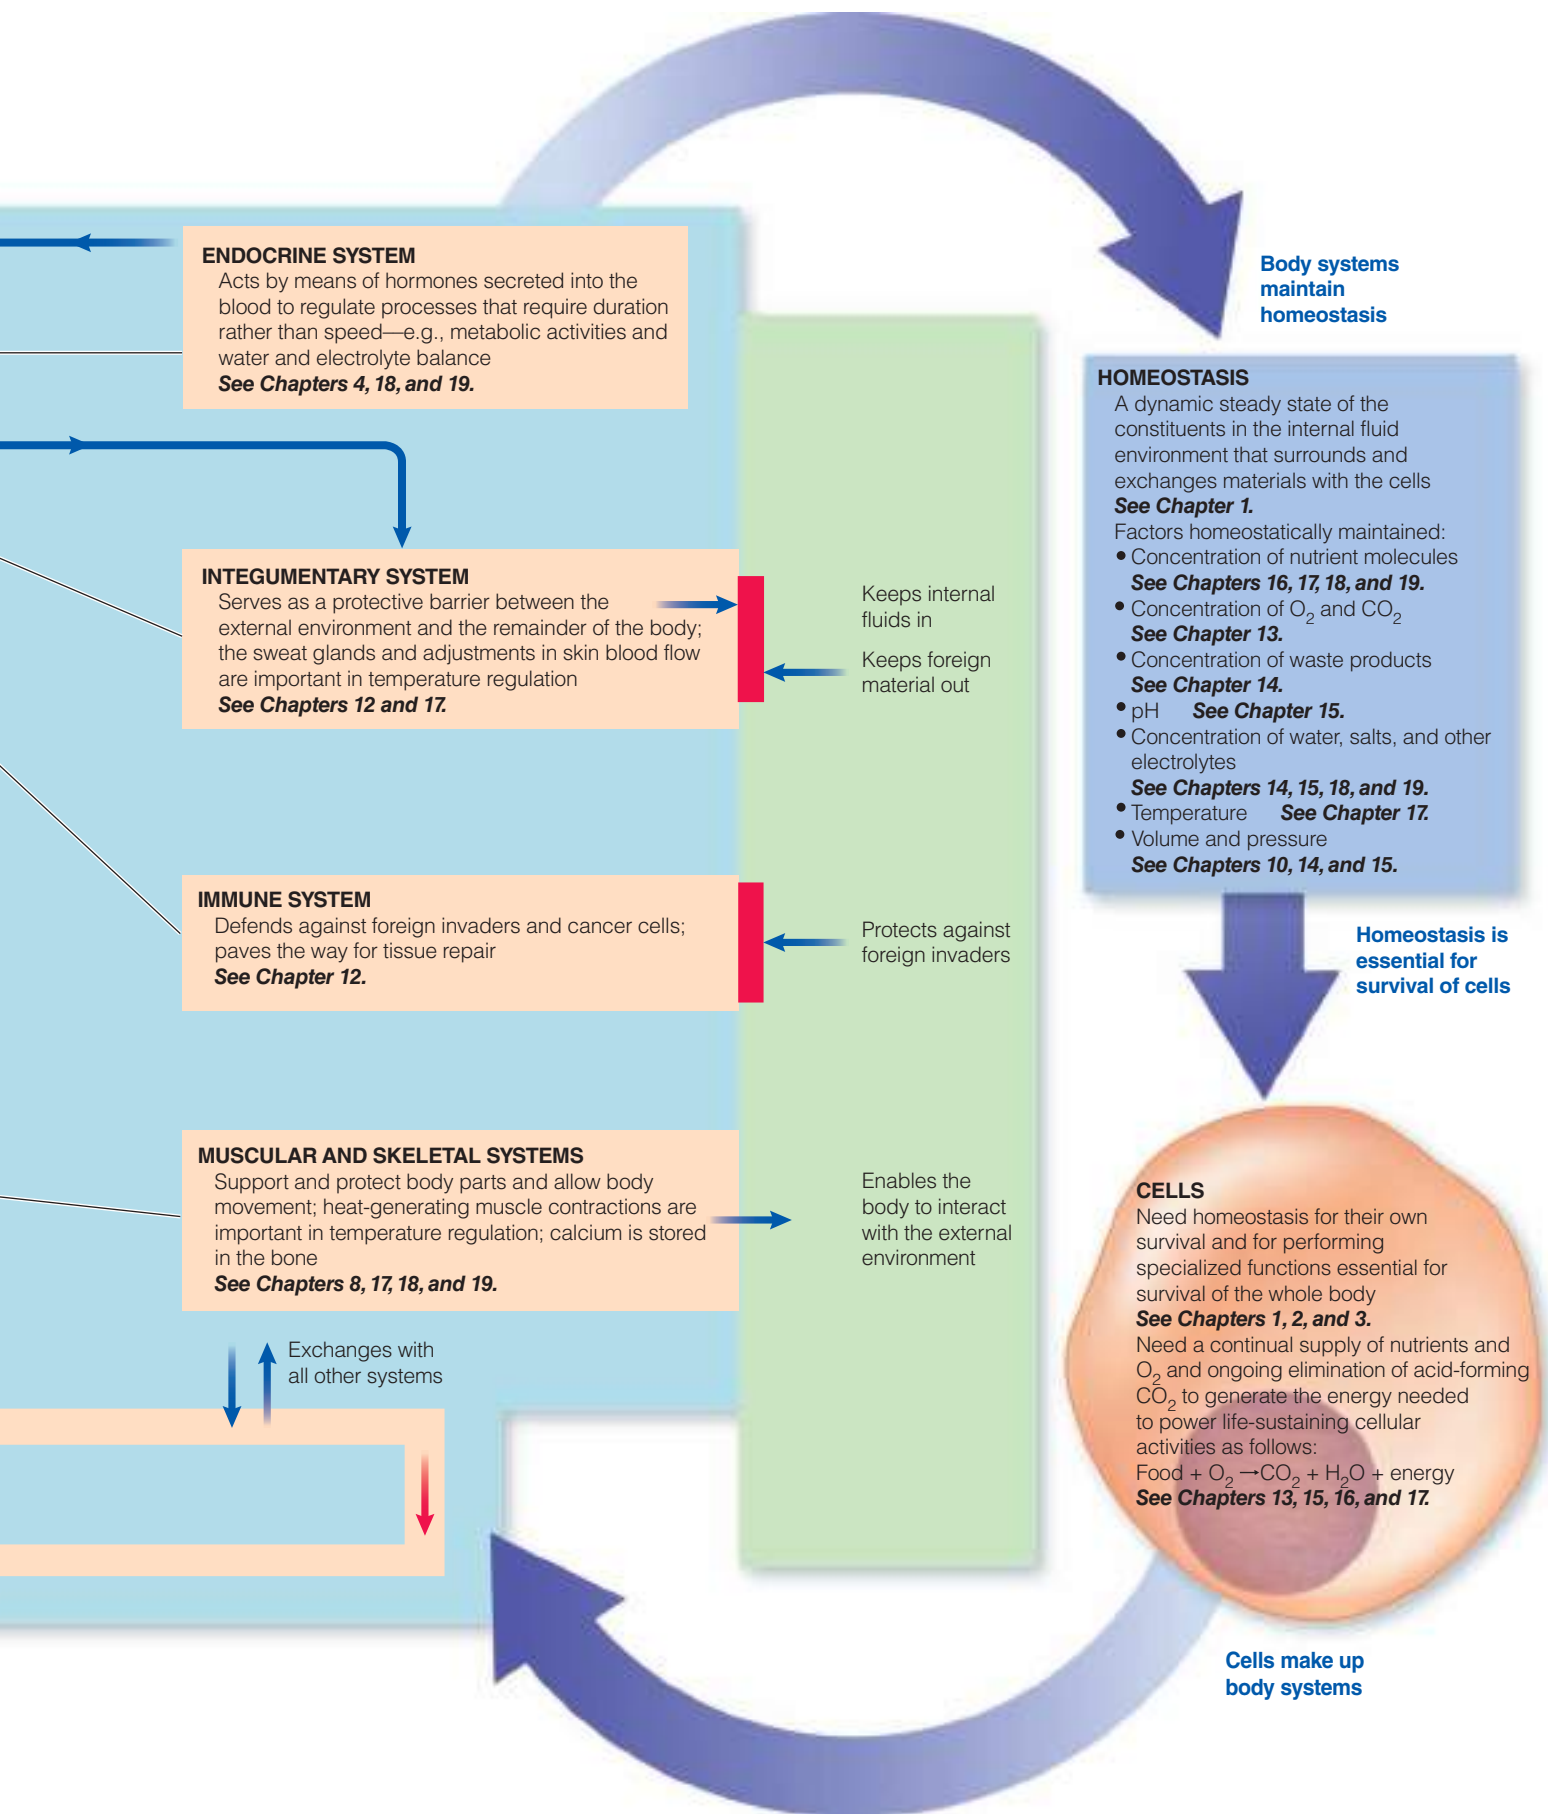 ENDOCRINE SYSTEM
Acts by means of hormones secreted into the
blood to regulate processes that require duration
rather than speed—e.g., metabolic activities and
water and electrolyte balance
See Chapters 4, 18, and 19.
INTEGUMENTARY SYSTEM
Serves as a protective barrier between the
external environment and the remainder of the body;
the sweat glands and adjustments in skin blood flow
are important in temperature regulation
See Chapters 12 and 17.
Keeps internal
fluids in
Keeps foreign
material out
IMMUNE SYSTEM
Defends against foreign invaders and cancer cells;
paves the way for tissue repair
See Chapter 12.
Protects against
foreign invaders
MUSCULAR AND SKELETAL SYSTEMS
Support and protect body parts and allow body
movement; heat-generating muscle contractions are
important in temperature regulation; calcium is stored
in the bone
See Chapters 8, 17, 18, and 19.
Enables the
body to interact
with the external
environment
Exchanges with
all other systems
Body systems
maintain
homeostasis
HOMEOSTASIS
A dynamic steady state of the
constituents in the internal fluid
environment that surrounds and
exchanges materials with the cells
See Chapter 1.
Factors homeostatically maintained:
• Concentration of nutrient molecules
See Chapters 16, 17, 18, and 19.
• Concentration of O₂ and CO₂
See Chapter 13.
• Concentration of waste products
See Chapter 14.
• pH See Chapter 15.
• Concentration of water, salts, and other
electrolytes
See Chapters 14, 15, 18, and 19.
• Temperature See Chapter 17.
• Volume and pressure
See Chapters 10, 14, and 15.
Homeostasis is
essential for
survival of cells
CELLS
Need homeostasis for their own
survival and for performing
specialized functions essential for
survival of the whole body
See Chapters 1, 2, and 3.
Need a continual supply of nutrients and
O₂ and ongoing elimination of acid-forming
CO₂ to generate the energy needed
to power life-sustaining cellular
activities as follows:
Food + O₂ → CO₂ + H₂O + energy
See Chapters 13, 15, 16, and 17.
Cells make up
body systems